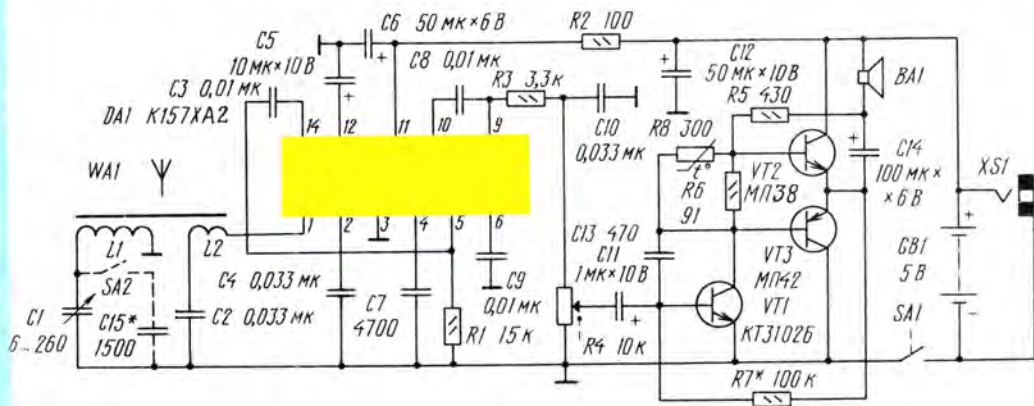 C6 50 мк×6 В
R2 100
C5
10 мк×10 В
C8 0,01 мк
C12
50 мк×10 В
C3 0,01 мк
R3 3,3 к
BA1
R5 430
DA1 К157ХА2
14 12 11 10 9
C10
0,033 мк
R8 300
t°
C14
100 мк×
×6 В
WA1
VT2
МП38
XS1
R6
91
1 2 3 4 5 6
L1 L2
C13 470
C11
1 мк×10 В
VT3
МП42
GB1
5 В
SA2
C4 0,033 мк
C9
0,01 мк
VT1
КТ3102Б
C1
6...260
C15*
1500
C2 0,033 мк
C7
4700
R1 15 к
R4 10 к
SA1
R7* 100 к